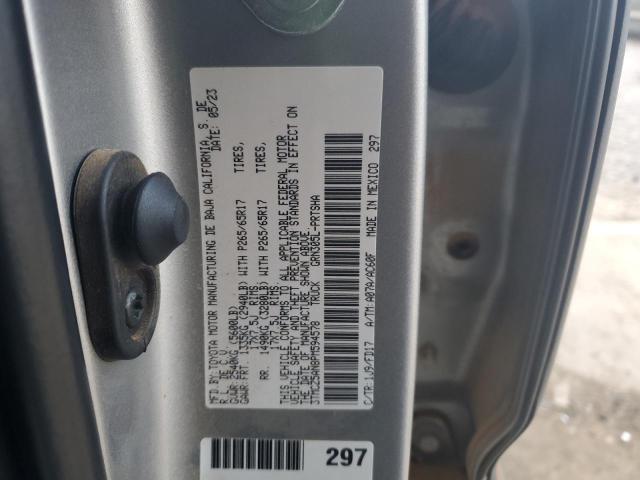 MFD.BY:TOYOTA MOTOR MANUFACTURING DE BAJA CALIFORNIA, S. DE
R. L. DE C.V. DATE: 05/23
GVWR:2540KG (5600LB)
GAWR:FRT. 1335KG (2940LB) WITH P265/65R17 TIRES,
17X7.5J RIMS,
RR. 1490KG (3280LB) WITH P265/65R17 TIRES,
17X7.5J RIMS.
THIS VEHICLE CONFORMS TO ALL APPLICABLE FEDERAL MOTOR
VEHICLE SAFETY AND THEFT PREVENTION STANDARDS IN EFFECT ON
THE DATE OF MANUFACTURE SHOWN ABOVE.
3TMCZ5AN8PM594578 TRUCK GRN305L-PRTSHA
C/TR:1J9/FD17 A/TM:A07A/AC60F MADE IN MEXICO 297
297